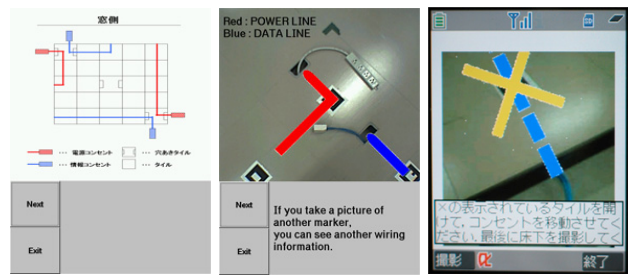 窓側
電源コンセント
穴あきタイル
情報コンセント
タイル
Next
Exit
Red : POWER LINE
Blue : DATA LINE
Next
Exit
If you take a picture of
another marker,
you can see another wiring
information.
×の表示されているタイルを開
けて,コンセントを移動させてく
ださい.最後に床下を撮影してく
撮影
終了